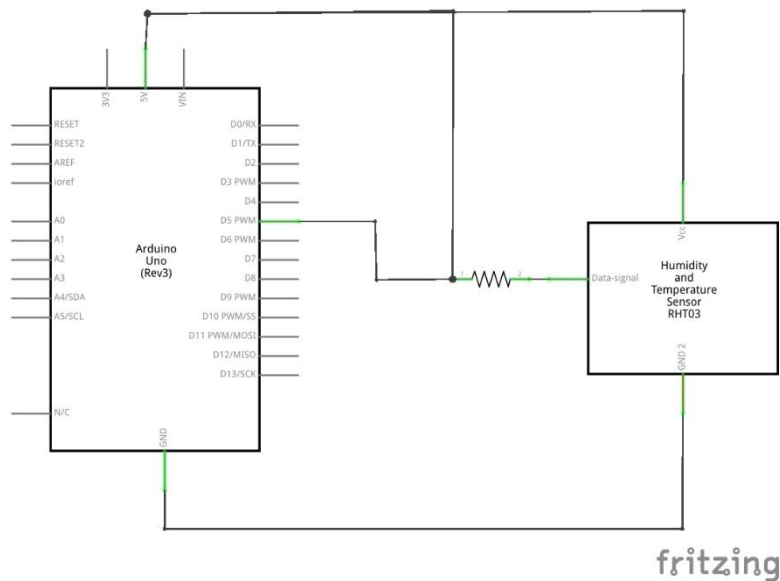 3V3
5V
VIN
RESET
RESET2
AREF
ioref
A0
A1
A2
A3
A4/SDA
A5/SCL
N/C
D0/RX
D1/TX
D2
D3 PWM
D4
D5 PWM
D6 PWM
D7
D8
D9 PWM
D10 PWM/SS
D11 PWM/MOSI
D12/MISO
D13/SCK
GND
Arduino
Uno
(Rev3)
1
2
Vcc
Data-signal
Humidity
and
Temperature
Sensor
RHT03
GND 2
fritzing